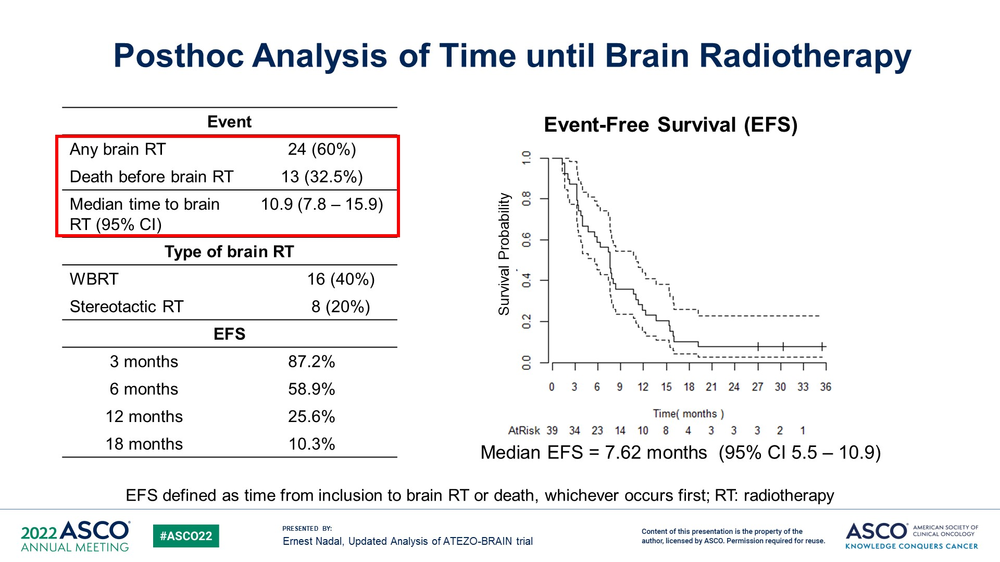 Posthoc Analysis of Time until Brain Radiotherapy
Event
Any brain RT 24 (60%)
Death before brain RT 13 (32.5%)
Median time to brain 10.9 (7.8 – 15.9)
RT (95% CI)
Type of brain RT
WBRT 16 (40%)
Stereotactic RT 8 (20%)
EFS
3 months 87.2%
6 months 58.9%
12 months 25.6%
18 months 10.3%
Event-Free Survival (EFS)
Survival Probability
1.0
0.8
0.6
0.4
0.2
0.0
0 3 6 9 12 15 18 21 24 27 30 33 36
Time( months )
AtRisk 39 34 23 14 10 8 4 3 3 3 2 1
Median EFS = 7.62 months (95% CI 5.5 – 10.9)
EFS defined as time from inclusion to brain RT or death, whichever occurs first; RT: radiotherapy
2022 ASCO®
ANNUAL MEETING
#ASCO22
PRESENTED BY:
Ernest Nadal, Updated Analysis of ATEZO-BRAIN trial
Content of this presentation is the property of the
author, licensed by ASCO. Permission required for reuse.
ASCO® AMERICAN SOCIETY OF
CLINICAL ONCOLOGY
KNOWLEDGE CONQUERS CANCER